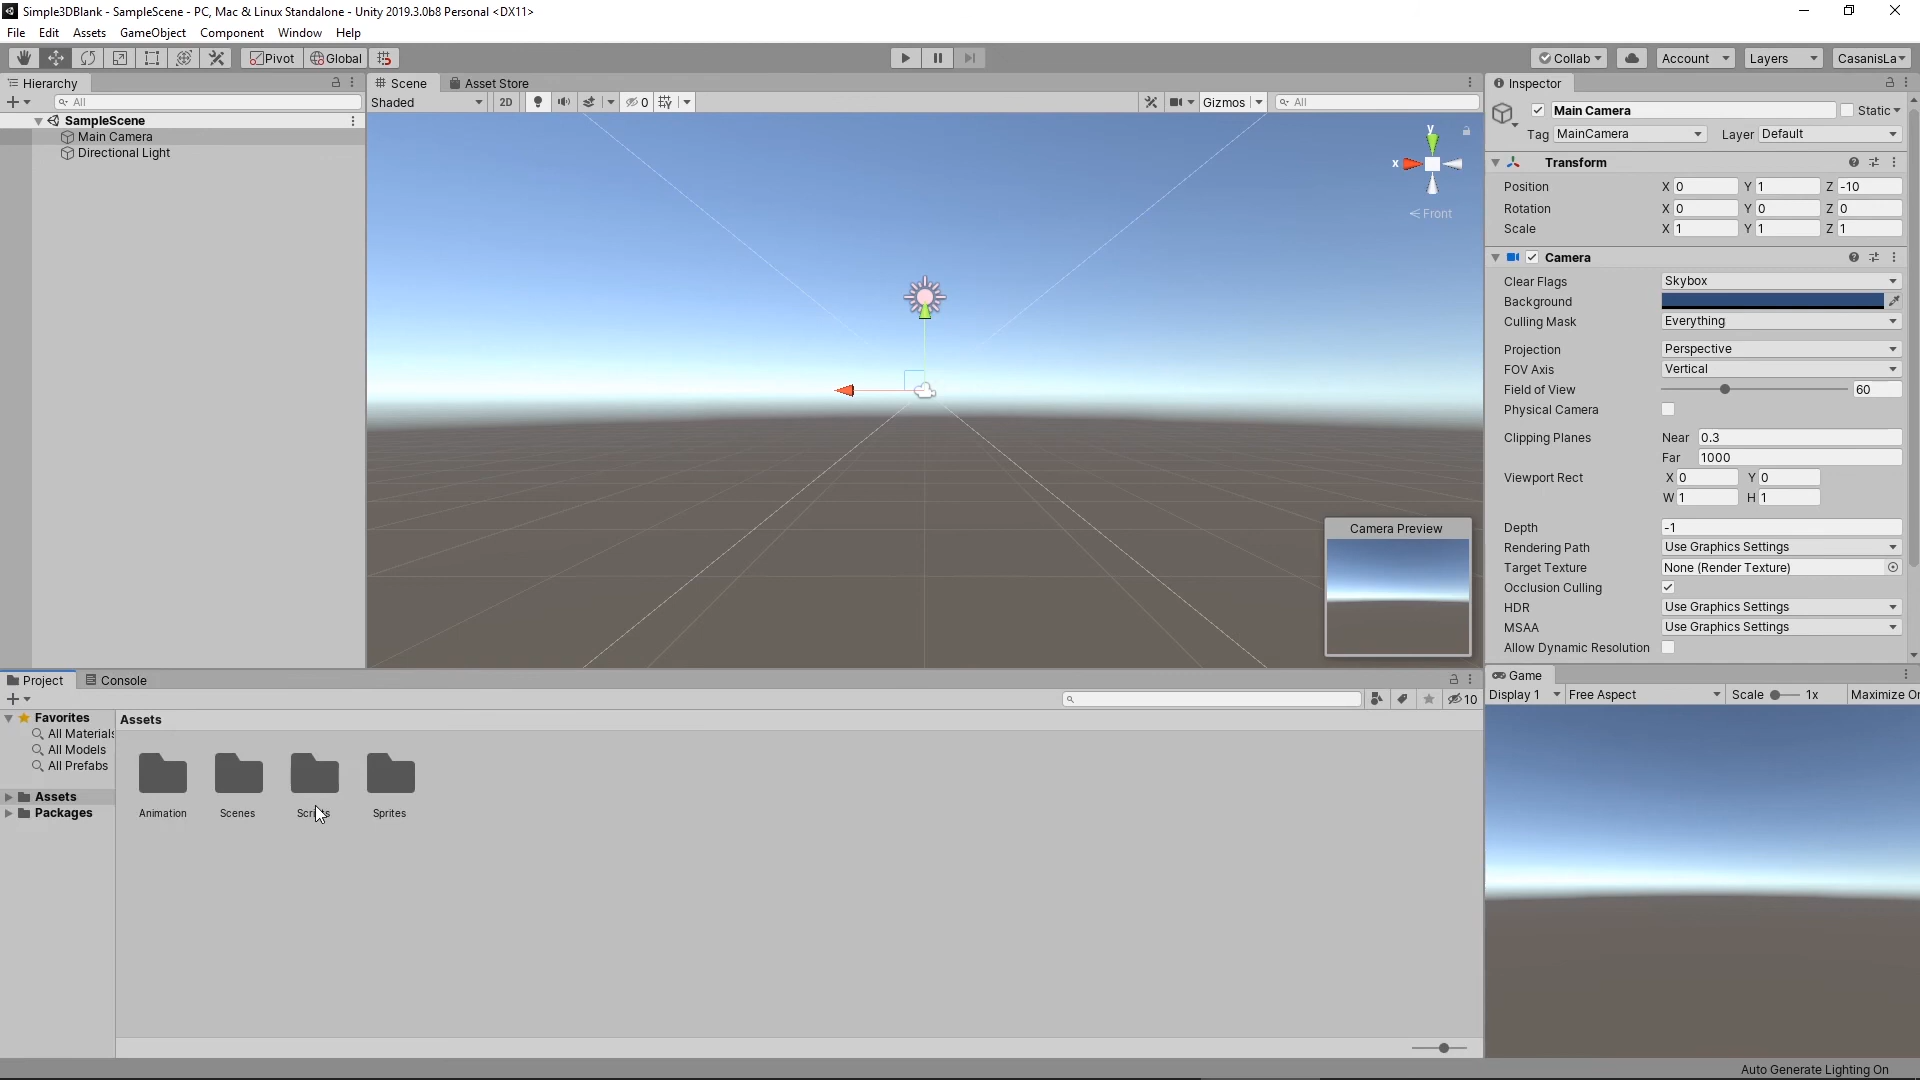 Simple3DBlank - SampleScene - PC, Mac & Linux Standalone - Unity 2019.3.0b8 Personal <DX11>
File Edit Assets GameObject Component Window Help
Pivot Global Collab Account Layers CasanisLa
Hierarchy
All
SampleScene
Main Camera
Directional Light
Scene Asset Store
Shaded 2D 0 Gizmos All
y
x
Front
Camera Preview
Inspector
Main Camera Static
Tag MainCamera Layer Default
Transform
Position X 0 Y 1 Z -10
Rotation X 0 Y 0 Z 0
Scale X 1 Y 1 Z 1
Camera
Clear Flags Skybox
Background
Culling Mask Everything
Projection Perspective
FOV Axis Vertical
Field of View 60
Physical Camera
Clipping Planes Near 0.3
Far 1000
Viewport Rect X 0 Y 0
W 1 H 1
Depth -1
Rendering Path Use Graphics Settings
Target Texture None (Render Texture)
Occlusion Culling
HDR Use Graphics Settings
MSAA Use Graphics Settings
Allow Dynamic Resolution
Project Console
10
Favorites
All Materials
All Models
All Prefabs
Assets
Packages
Assets
Animation Scenes Scripts Sprites
Game
Display 1 Free Aspect Scale 1x Maximize On
Auto Generate Lighting On